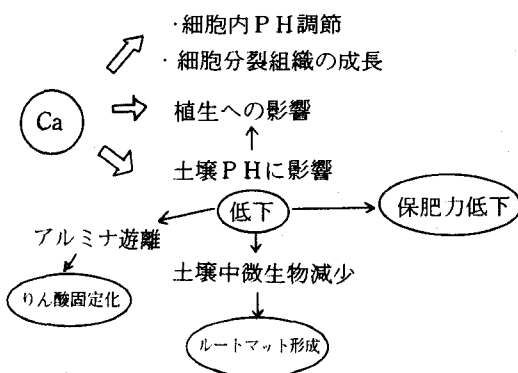 ・細胞内ＰＨ調節
・細胞分裂組織の成長
Ca
植生への影響
土壌ＰＨに影響
低下
保肥力低下
アルミナ遊離
土壌中微生物減少
りん酸固定化
ルートマット形成